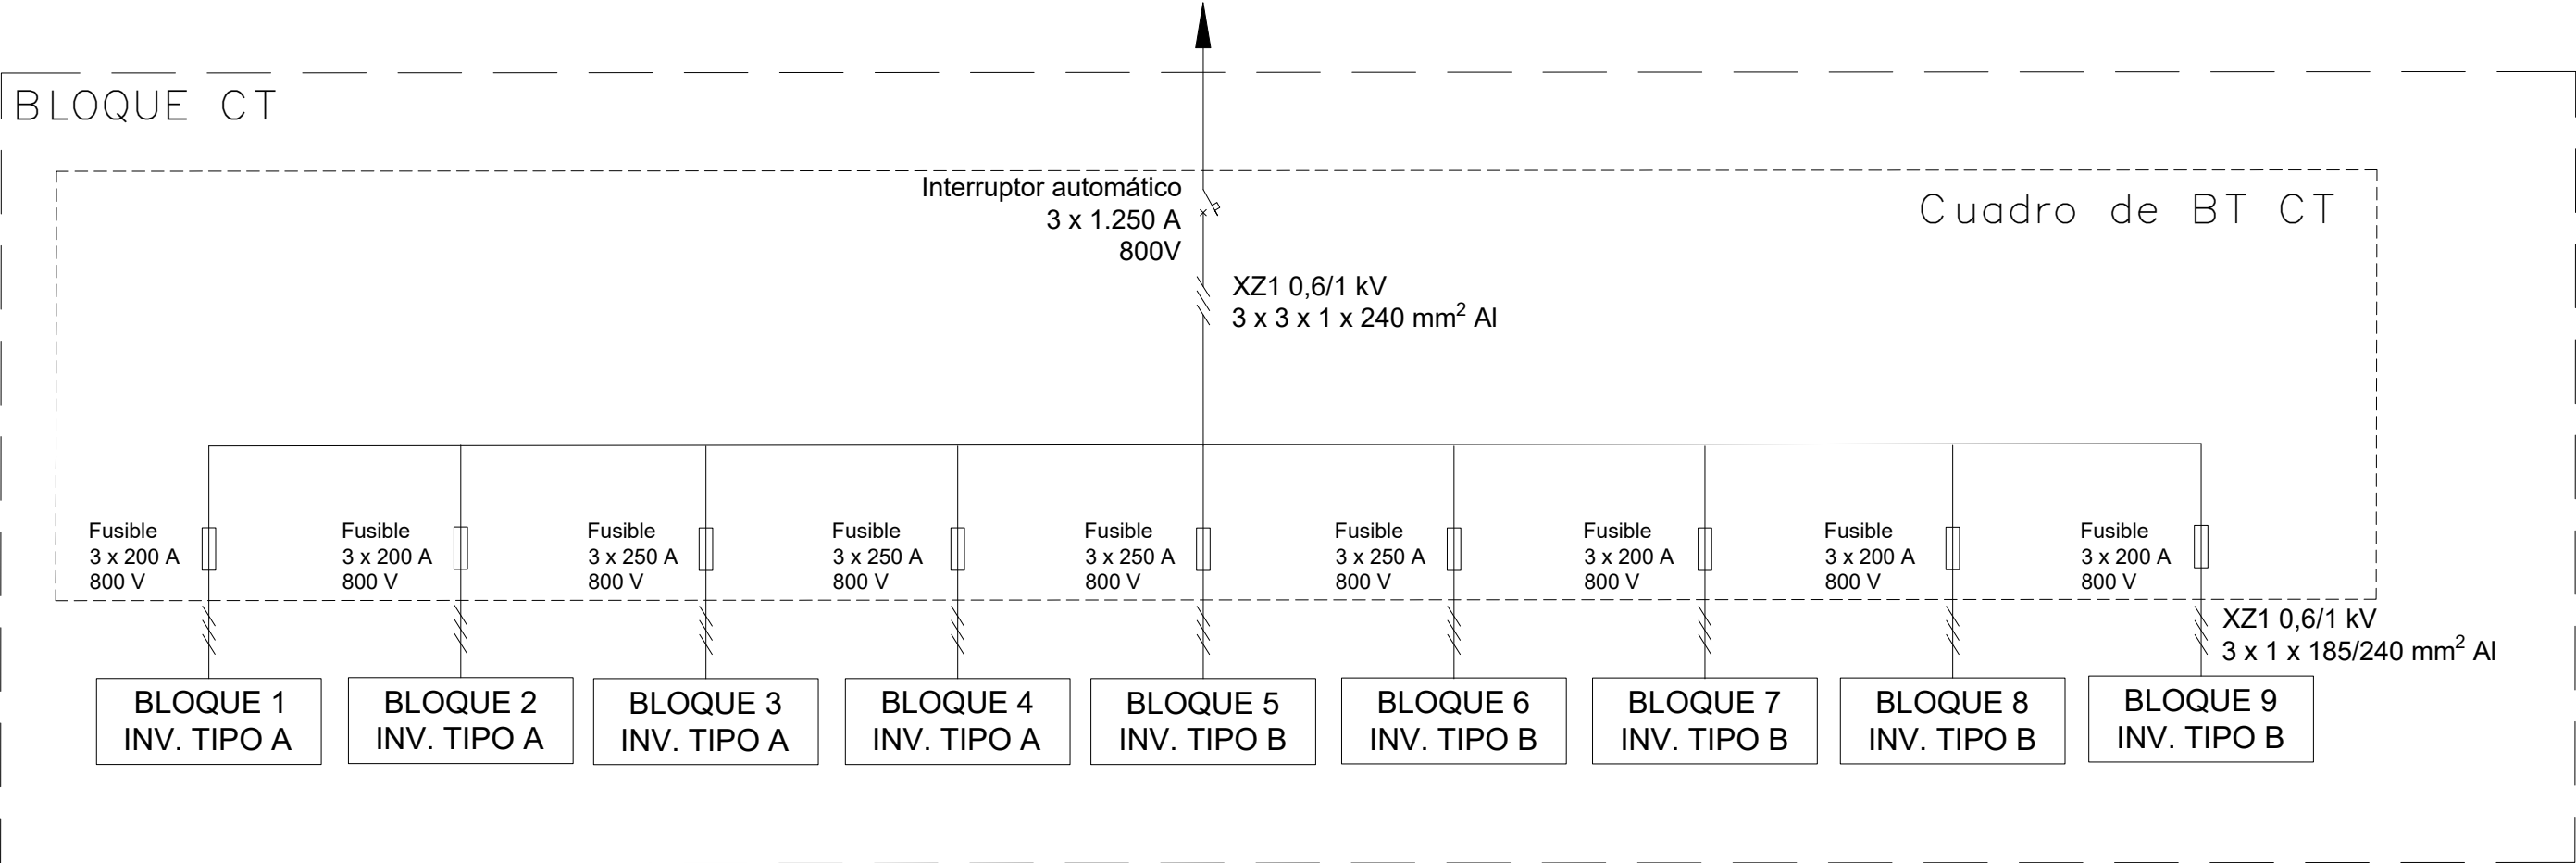 BLOQUE CT
Interruptor automático
3 x 1.250 A
800V
Cuadro de BT CT
XZ1 0,6/1 kV
3 x 3 x 1 x 240 mm² Al
Fusible
3 x 200 A
800 V
Fusible
3 x 200 A
800 V
Fusible
3 x 250 A
800 V
Fusible
3 x 250 A
800 V
Fusible
3 x 250 A
800 V
Fusible
3 x 250 A
800 V
Fusible
3 x 200 A
800 V
Fusible
3 x 200 A
800 V
Fusible
3 x 200 A
800 V
XZ1 0,6/1 kV
3 x 1 x 185/240 mm² Al
BLOQUE 1
INV. TIPO A
BLOQUE 2
INV. TIPO A
BLOQUE 3
INV. TIPO A
BLOQUE 4
INV. TIPO A
BLOQUE 5
INV. TIPO B
BLOQUE 6
INV. TIPO B
BLOQUE 7
INV. TIPO B
BLOQUE 8
INV. TIPO B
BLOQUE 9
INV. TIPO B